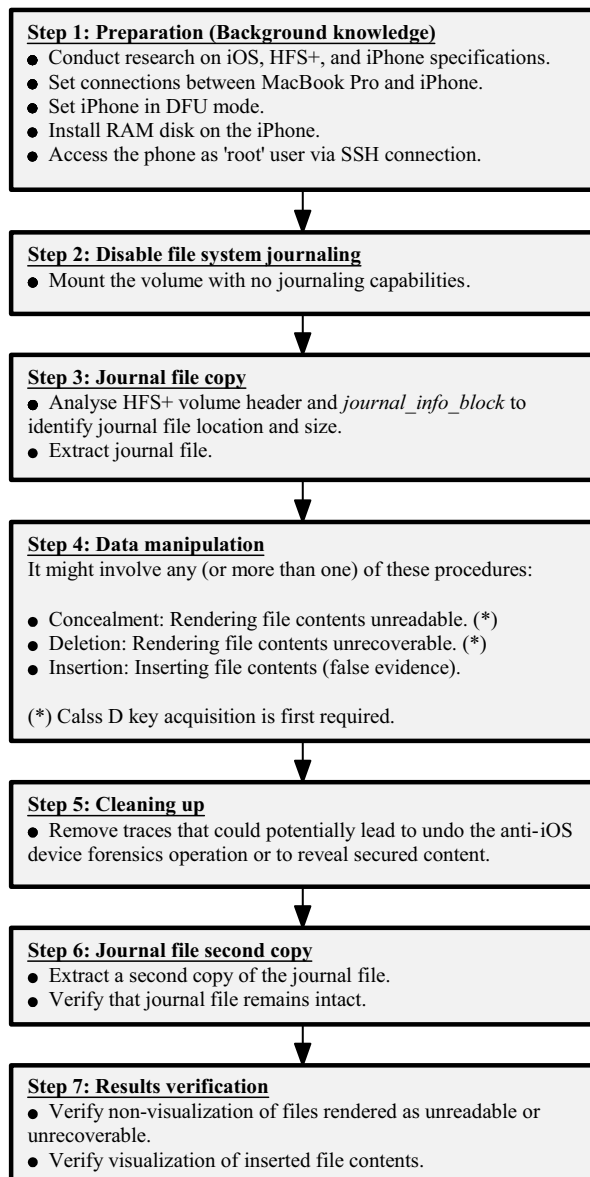 Step 1: Preparation (Background knowledge)
● Conduct research on iOS, HFS+, and iPhone specifications.
● Set connections between MacBook Pro and iPhone.
● Set iPhone in DFU mode.
● Install RAM disk on the iPhone.
● Access the phone as 'root' user via SSH connection.
Step 2: Disable file system journaling
● Mount the volume with no journaling capabilities.
Step 3: Journal file copy
● Analyse HFS+ volume header and journal_info_block to
identify journal file location and size.
● Extract journal file.
Step 4: Data manipulation
It might involve any (or more than one) of these procedures:
● Concealment: Rendering file contents unreadable. (*)
● Deletion: Rendering file contents unrecoverable. (*)
● Insertion: Inserting file contents (false evidence).
(*) Calss D key acquisition is first required.
Step 5: Cleaning up
● Remove traces that could potentially lead to undo the anti-iOS
device forensics operation or to reveal secured content.
Step 6: Journal file second copy
● Extract a second copy of the journal file.
● Verify that journal file remains intact.
Step 7: Results verification
● Verify non-visualization of files rendered as unreadable or
unrecoverable.
● Verify visualization of inserted file contents.